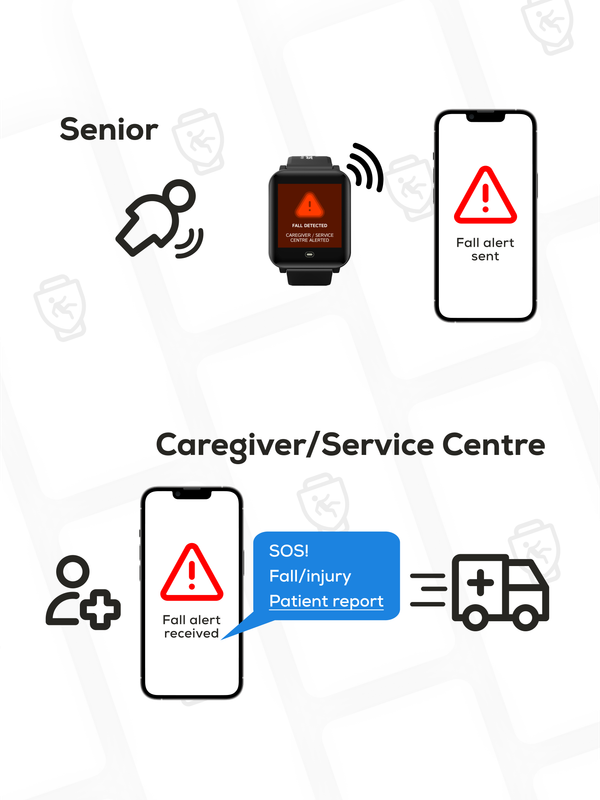 Senior
FALL DETECTED
CAREGIVER / SERVICE
CENTRE ALERTED
Fall alert
sent
Caregiver/Service Centre
SOS!
Fall/injury
Patient report
Fall alert
received